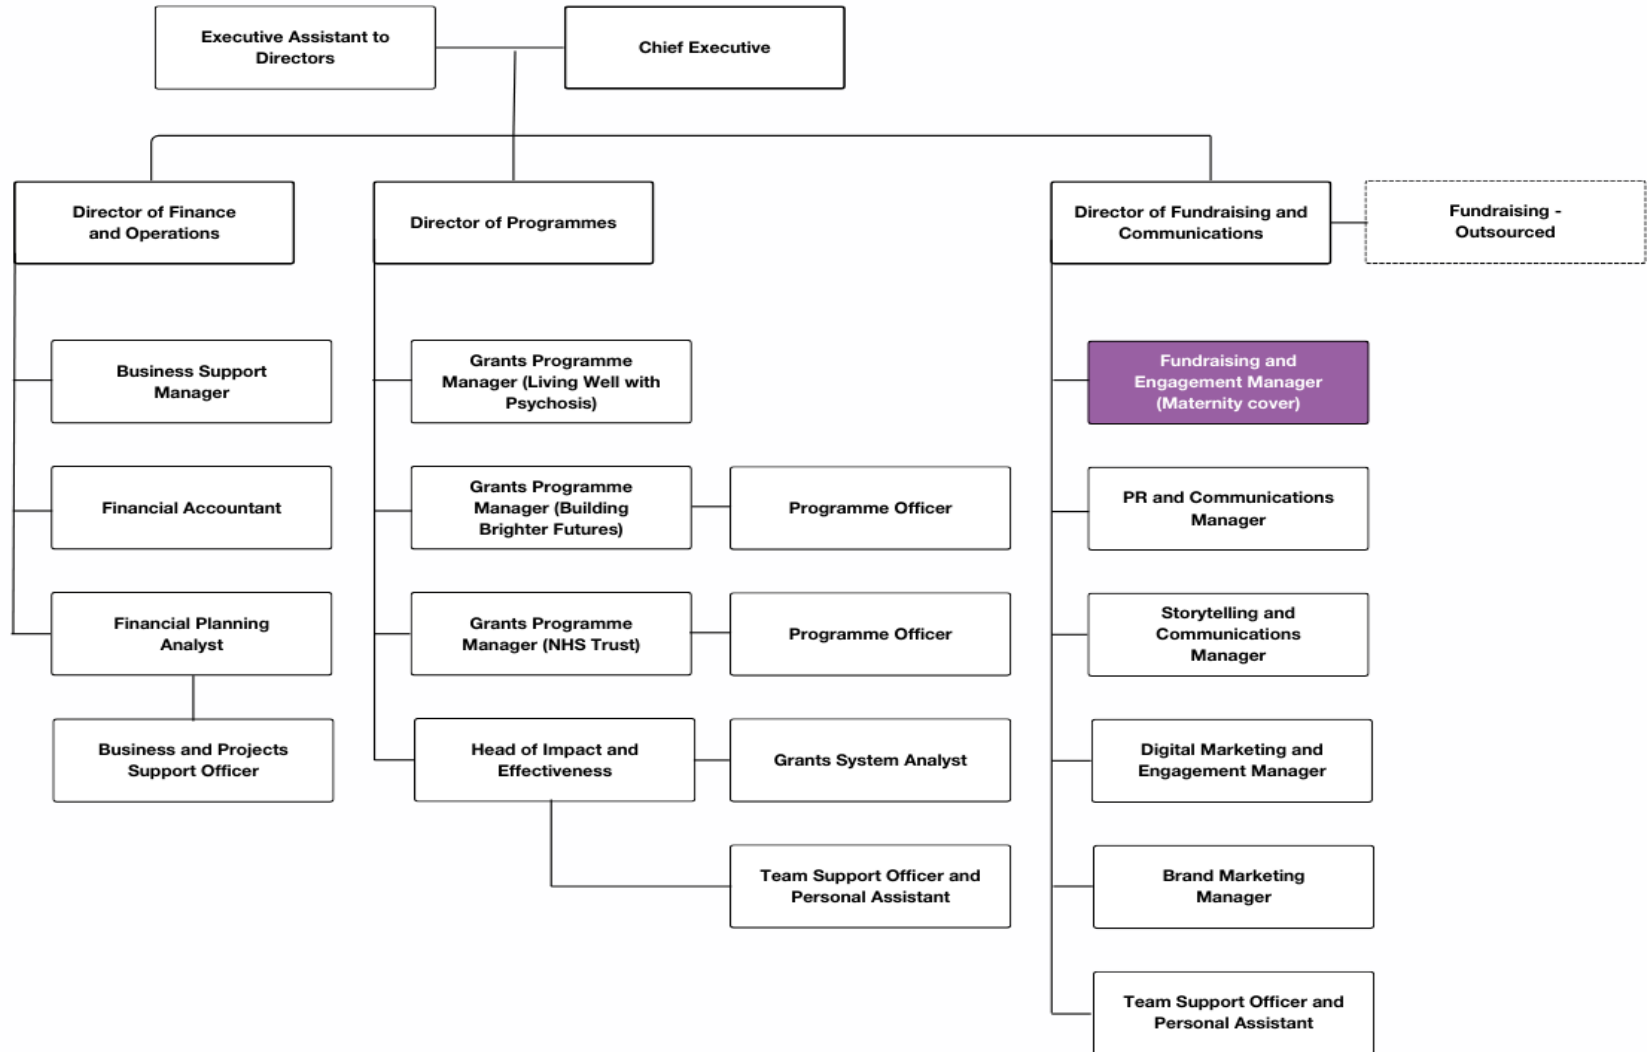 Executive Assistant to
Directors
Chief Executive
Director of Finance
and Operations
Director of Programmes
Director of Fundraising and
Communications
Fundraising -
Outsourced
Business Support
Manager
Grants Programme
Manager (Living Well with
Psychosis)
Fundraising and
Engagement Manager
(Maternity cover)
Financial Accountant
Grants Programme
Manager (Building
Brighter Futures)
Programme Officer
PR and Communications
Manager
Financial Planning
Analyst
Grants Programme
Manager (NHS Trust)
Programme Officer
Storytelling and
Communications
Manager
Business and Projects
Support Officer
Head of Impact and
Effectiveness
Grants System Analyst
Digital Marketing and
Engagement Manager
Team Support Officer and
Personal Assistant
Brand Marketing
Manager
Team Support Officer and
Personal Assistant